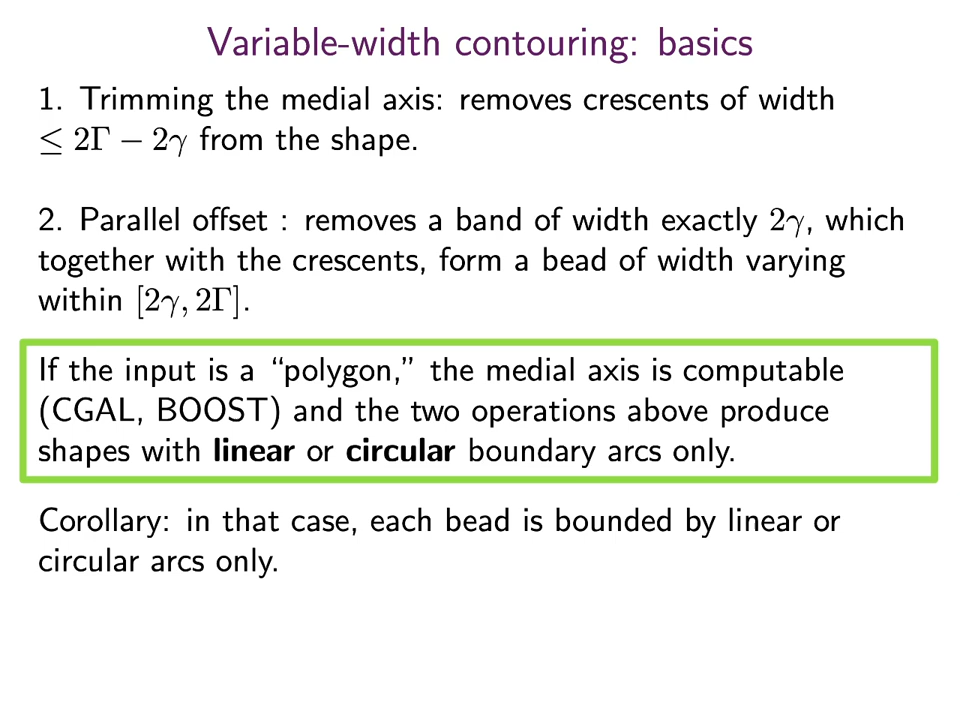 Variable-width contouring: basics
1. Trimming the medial axis: removes crescents of width
≤ 2Γ − 2γ from the shape.
2. Parallel offset : removes a band of width exactly 2γ, which
together with the crescents, form a bead of width varying
within [2γ, 2Γ].
If the input is a “polygon,” the medial axis is computable
(CGAL, BOOST) and the two operations above produce
shapes with linear or circular boundary arcs only.
Corollary: in that case, each bead is bounded by linear or
circular arcs only.